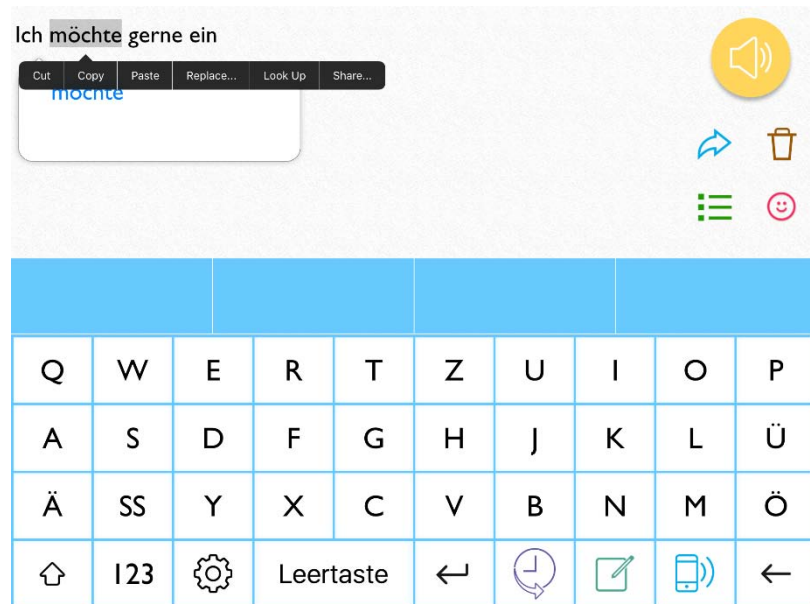 Ich möchte gerne ein
Cut Copy Paste Replace... Look Up Share...
möchte
Q W E R T Z U I O P
A S D F G H J K L Ü
Ä SS Y X C V B N M Ö
123 Leertaste